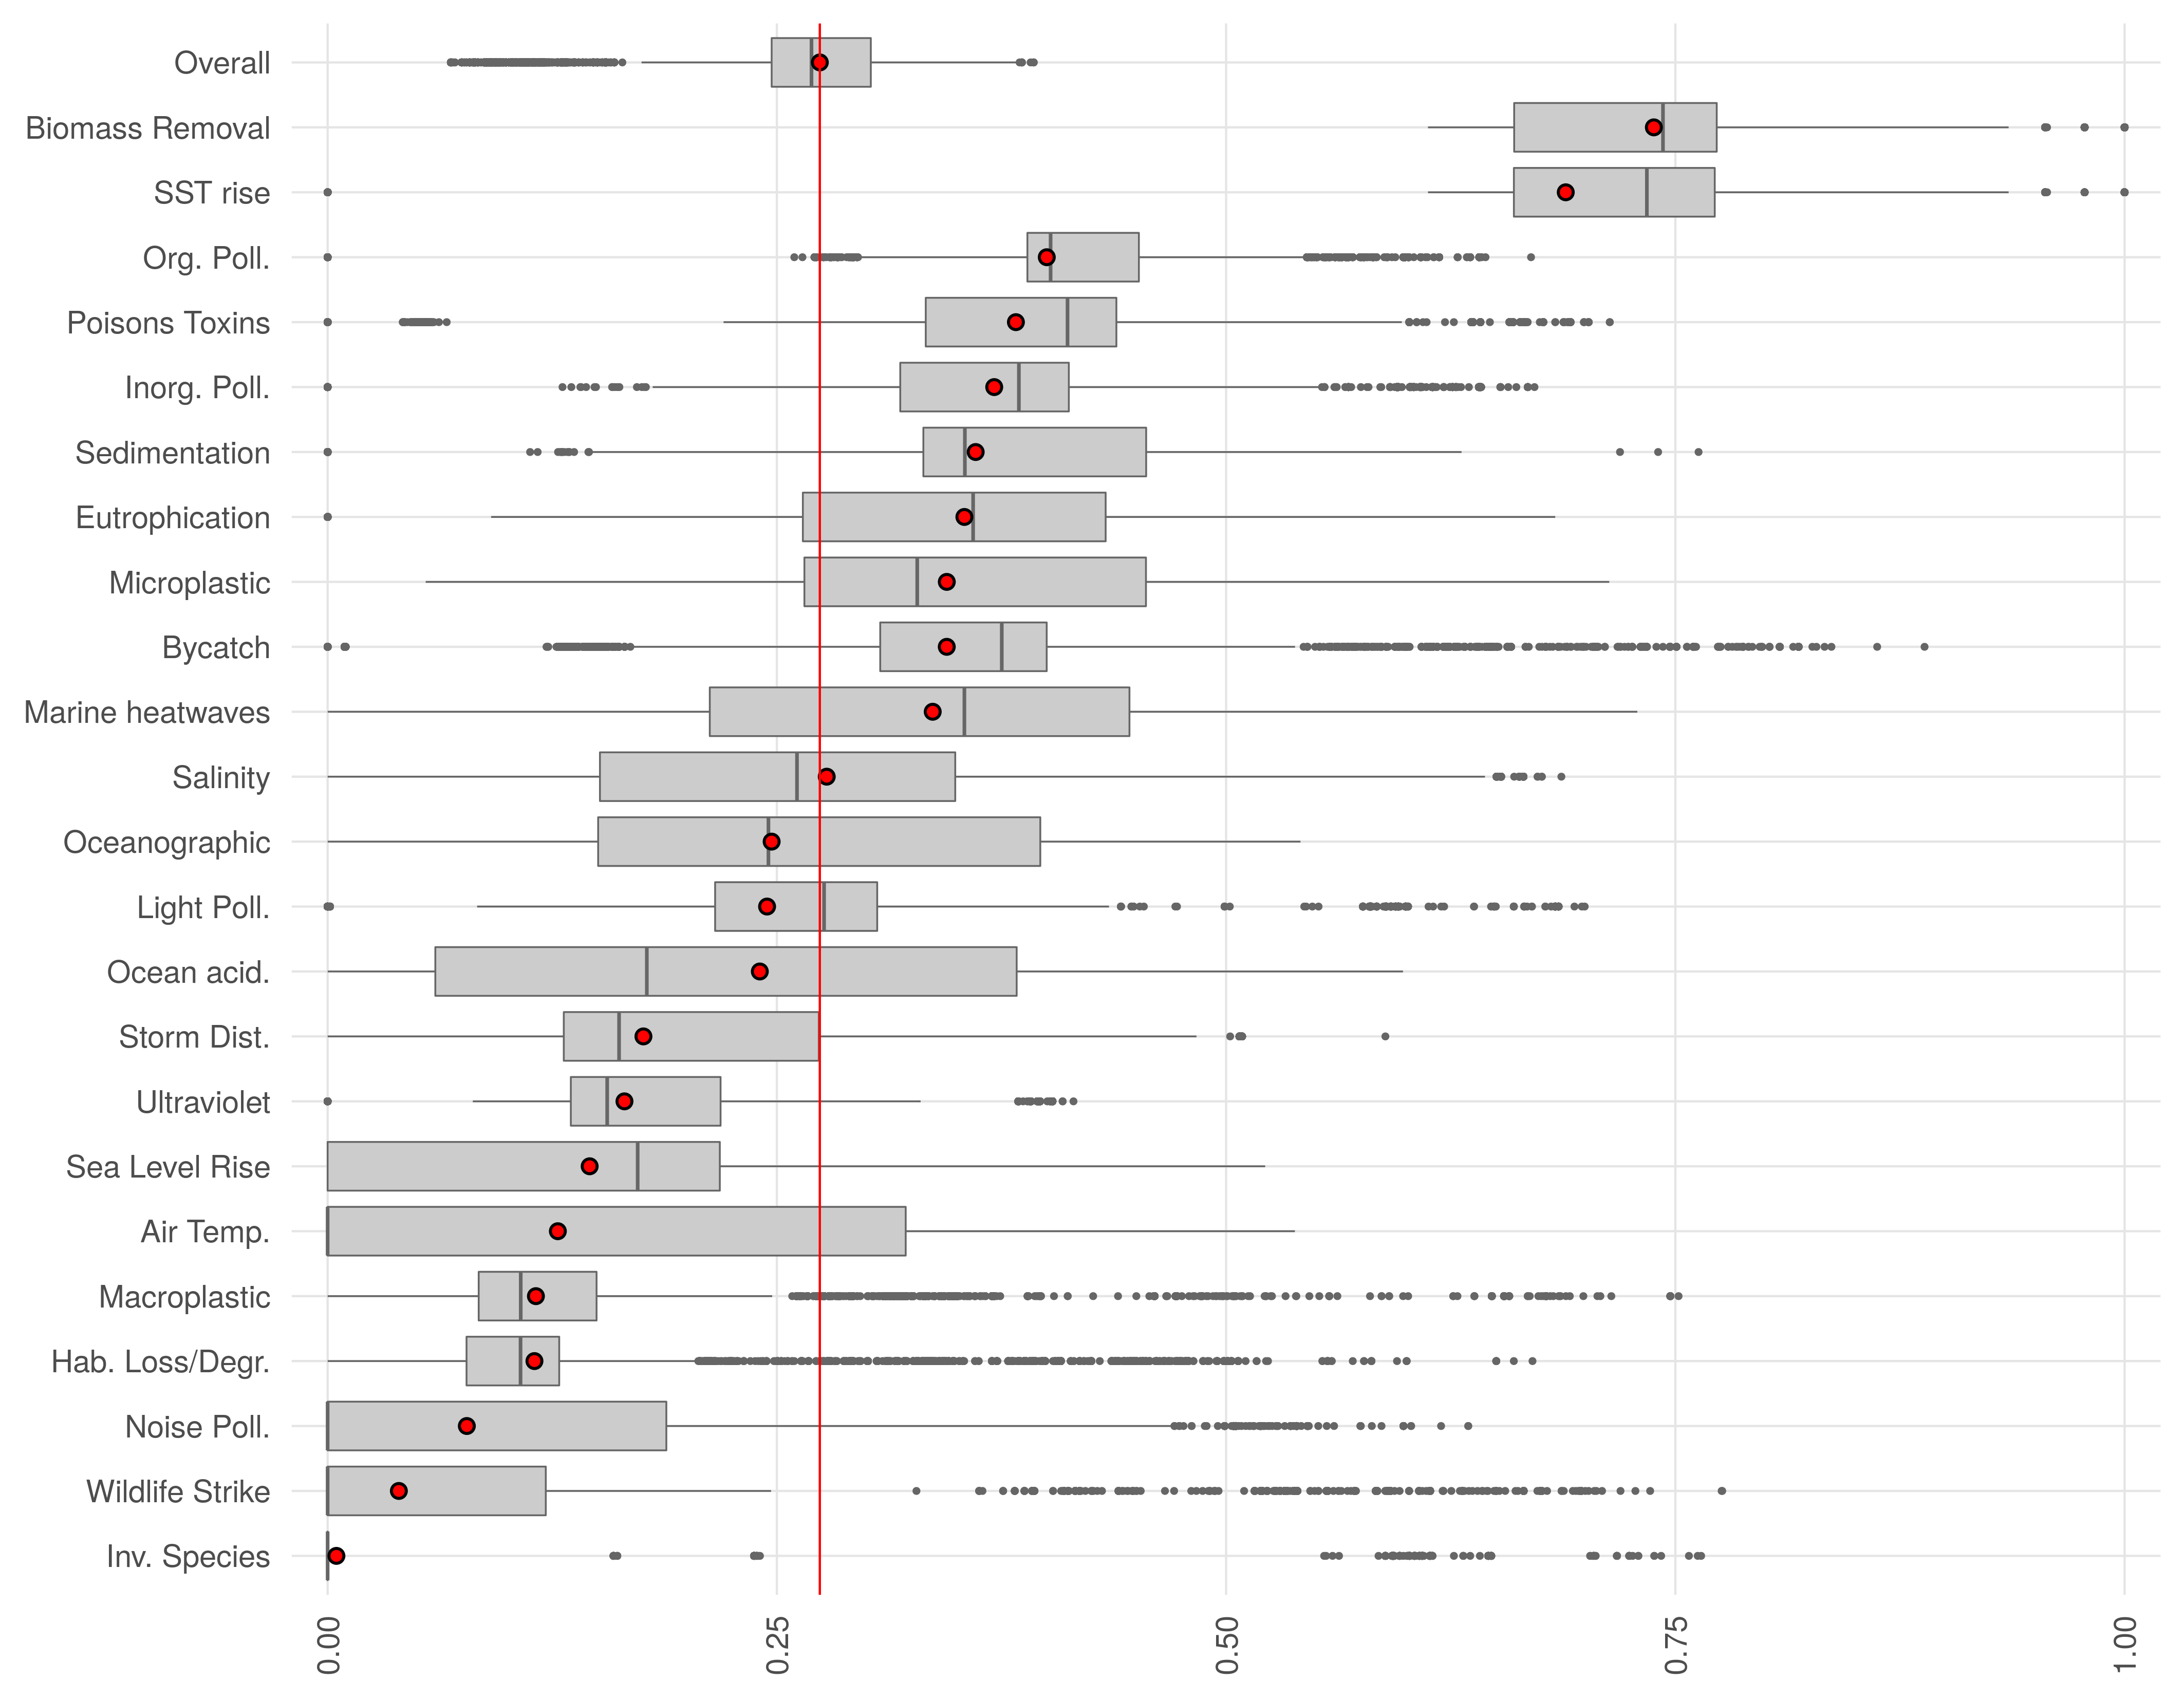 Overall
Biomass Removal
SST rise
Org. Poll.
Poisons Toxins
Inorg. Poll.
Sedimentation
Eutrophication
Microplastic
Bycatch
Marine heatwaves
Salinity
Oceanographic
Light Poll.
Ocean acid.
Storm Dist.
Ultraviolet
Sea Level Rise
Air Temp.
Macroplastic
Hab. Loss/Degr.
Noise Poll.
Wildlife Strike
Inv. Species
0.00
0.25
0.50
0.75
1.00